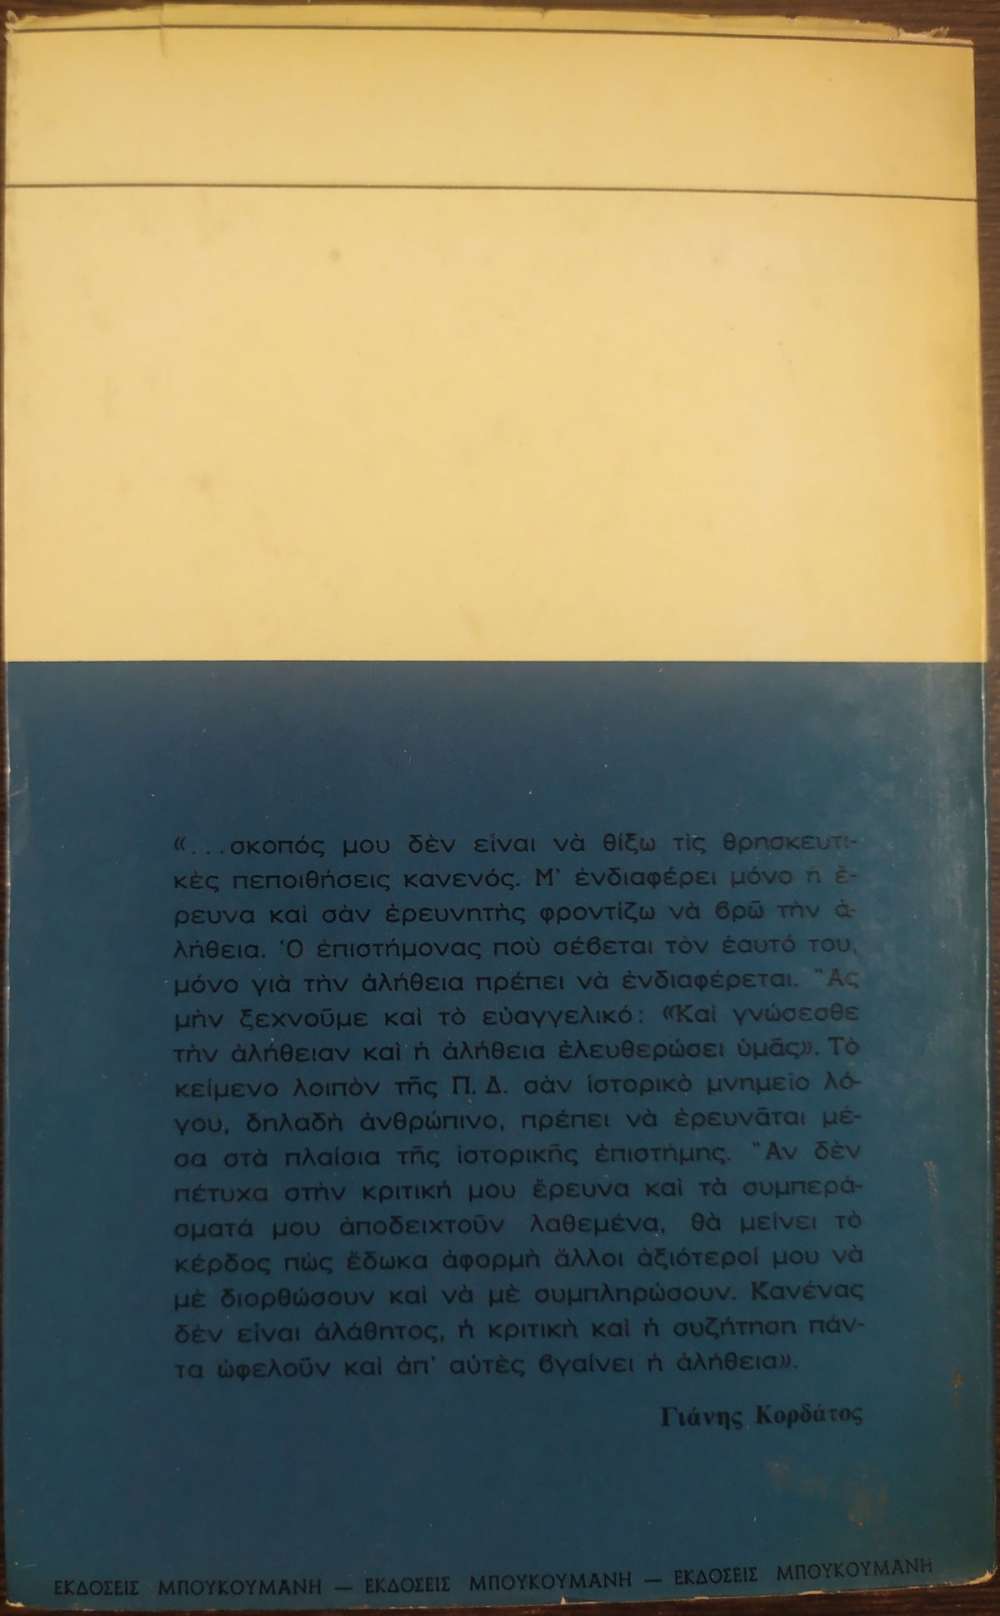 «...σκοπός μου δὲν εἶναι νὰ θίξω τὶς θρησκευτι-
κὲς πεποιθήσεις κανενός. Μ' ἐνδιαφέρει μόνο ἡ ἔ-
ρευνα καὶ σὰν ἐρευνητὴς φροντίζω νὰ βρῶ τὴν ἀ-
λήθεια. Ὁ ἐπιστήμονας ποὺ σέβεται τὸν ἑαυτό του,
μόνο γιὰ τὴν ἀλήθεια πρέπει νὰ ἐνδιαφέρεται. Ἂς
μὴν ξεχνοῦμε καὶ τὸ εὐαγγελικό: «Καὶ γνώσεσθε
τὴν ἀλήθειαν καὶ ἡ ἀλήθεια ἐλευθερώσει ὑμᾶς». Τὸ
κείμενο λοιπὸν τῆς Π. Δ. σὰν ἱστορικὸ μνημεῖο λό-
γου, δηλαδὴ ἀνθρώπινο, πρέπει νὰ ἐρευνᾶται μέ-
σα στὰ πλαίσια τῆς ἱστορικῆς ἐπιστήμης. Ἂν δὲν
πέτυχα στὴν κριτική μου ἔρευνα καὶ τὰ συμπερά-
σματά μου ἀποδειχτοῦν λαθεμένα, θὰ μείνει τὸ
κέρδος πὼς ἔδωκα ἀφορμὴ ἄλλοι ἀξιότεροί μου νὰ
μὲ διορθώσουν καὶ νὰ μὲ συμπληρώσουν. Κανένας
δὲν εἶναι ἀλάθητος, ἡ κριτικὴ καὶ ἡ συζήτηση πάν-
τα ὠφελοῦν καὶ ἀπ' αὐτὲς βγαίνει ἡ ἀλήθεια».
Γιάνης Κορδάτος
ΕΚΔΟΣΕΙΣ ΜΠΟΥΚΟΥΜΑΝΗ — ΕΚΔΟΣΕΙΣ ΜΠΟΥΚΟΥΜΑΝΗ — ΕΚΔΟΣΕΙΣ ΜΠΟΥΚΟΥΜΑΝΗ